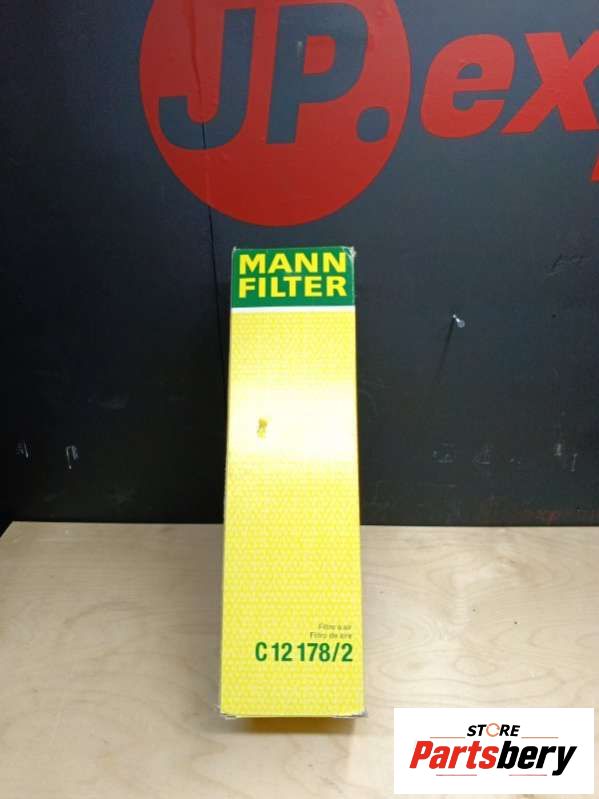 JP.ex
MANN
FILTER
Filtre à air
Filtro de aire
C 12 178/2
STORE
Partsbery